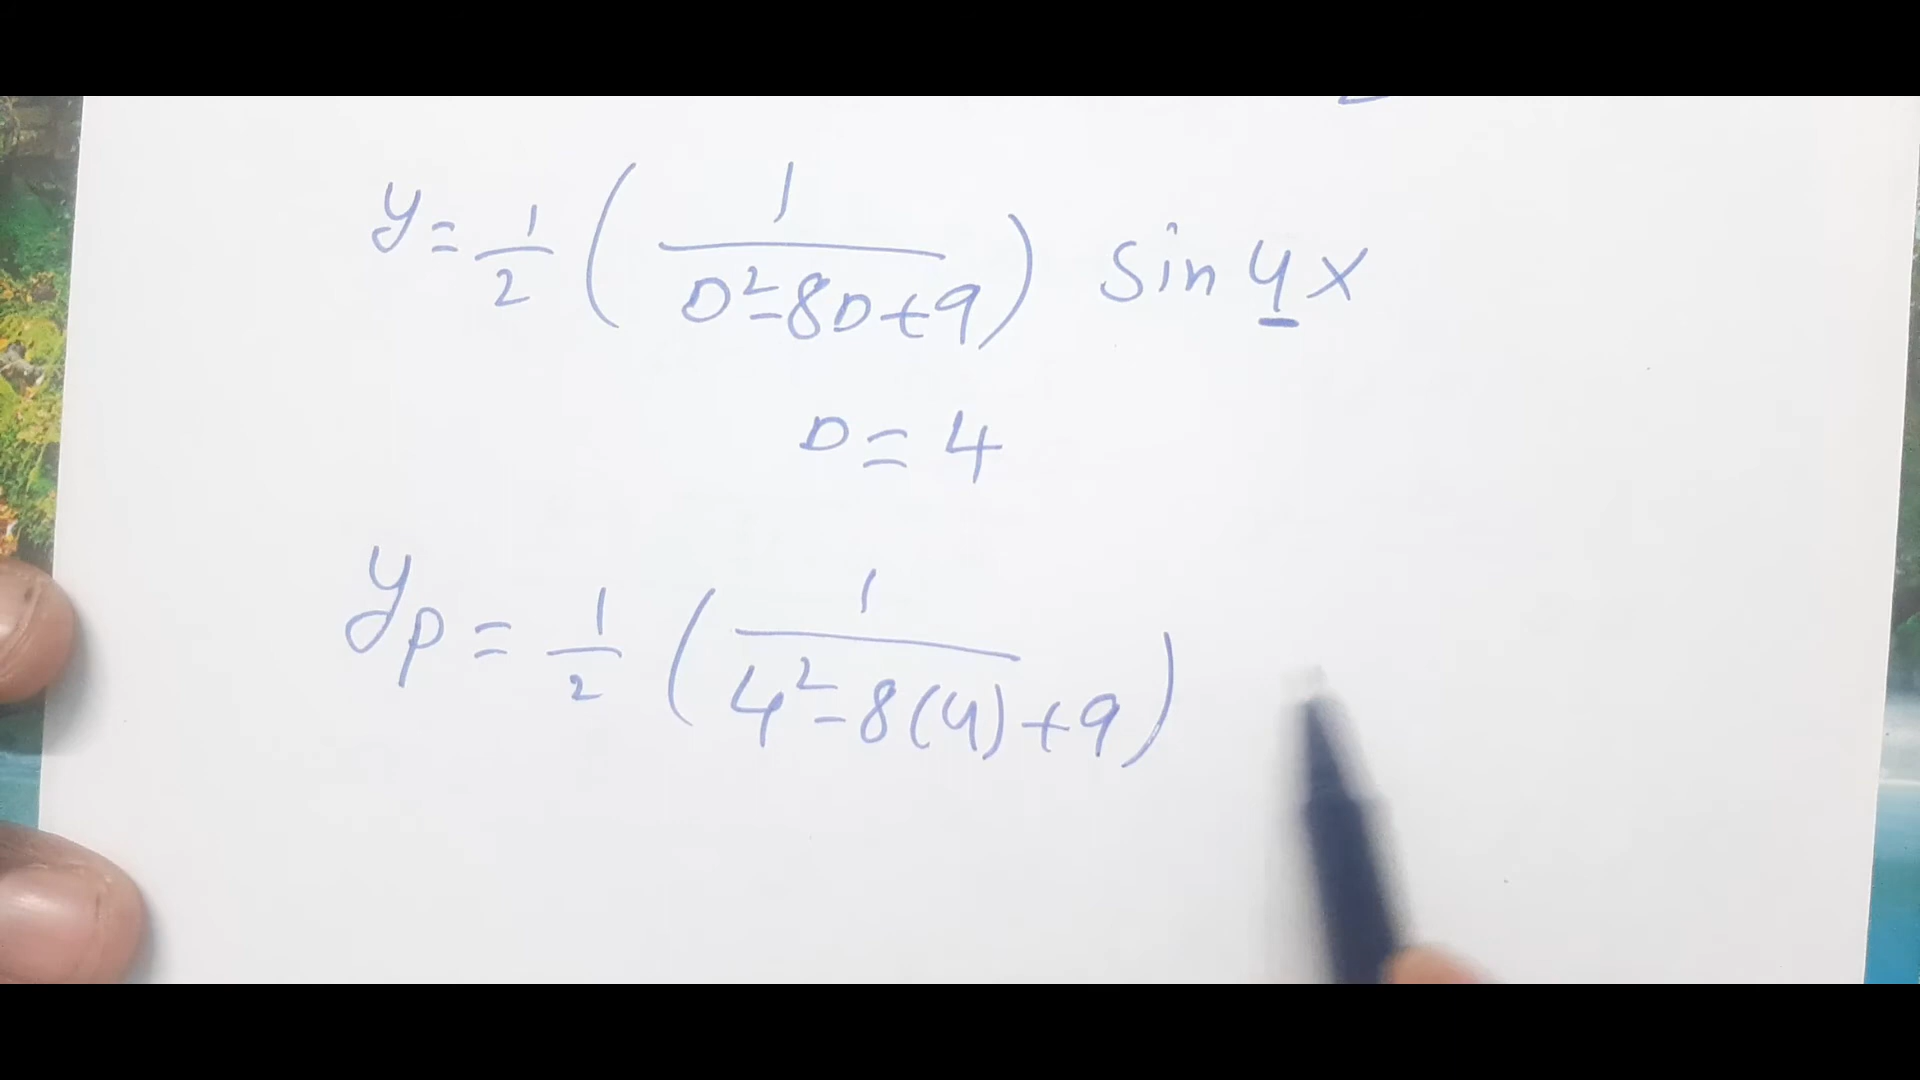 y = 1/2 ( 1 / D² - 8D + 9 ) sin 4x
D = 4
yp = 1/2 ( 1 / 4² - 8(4) + 9 )